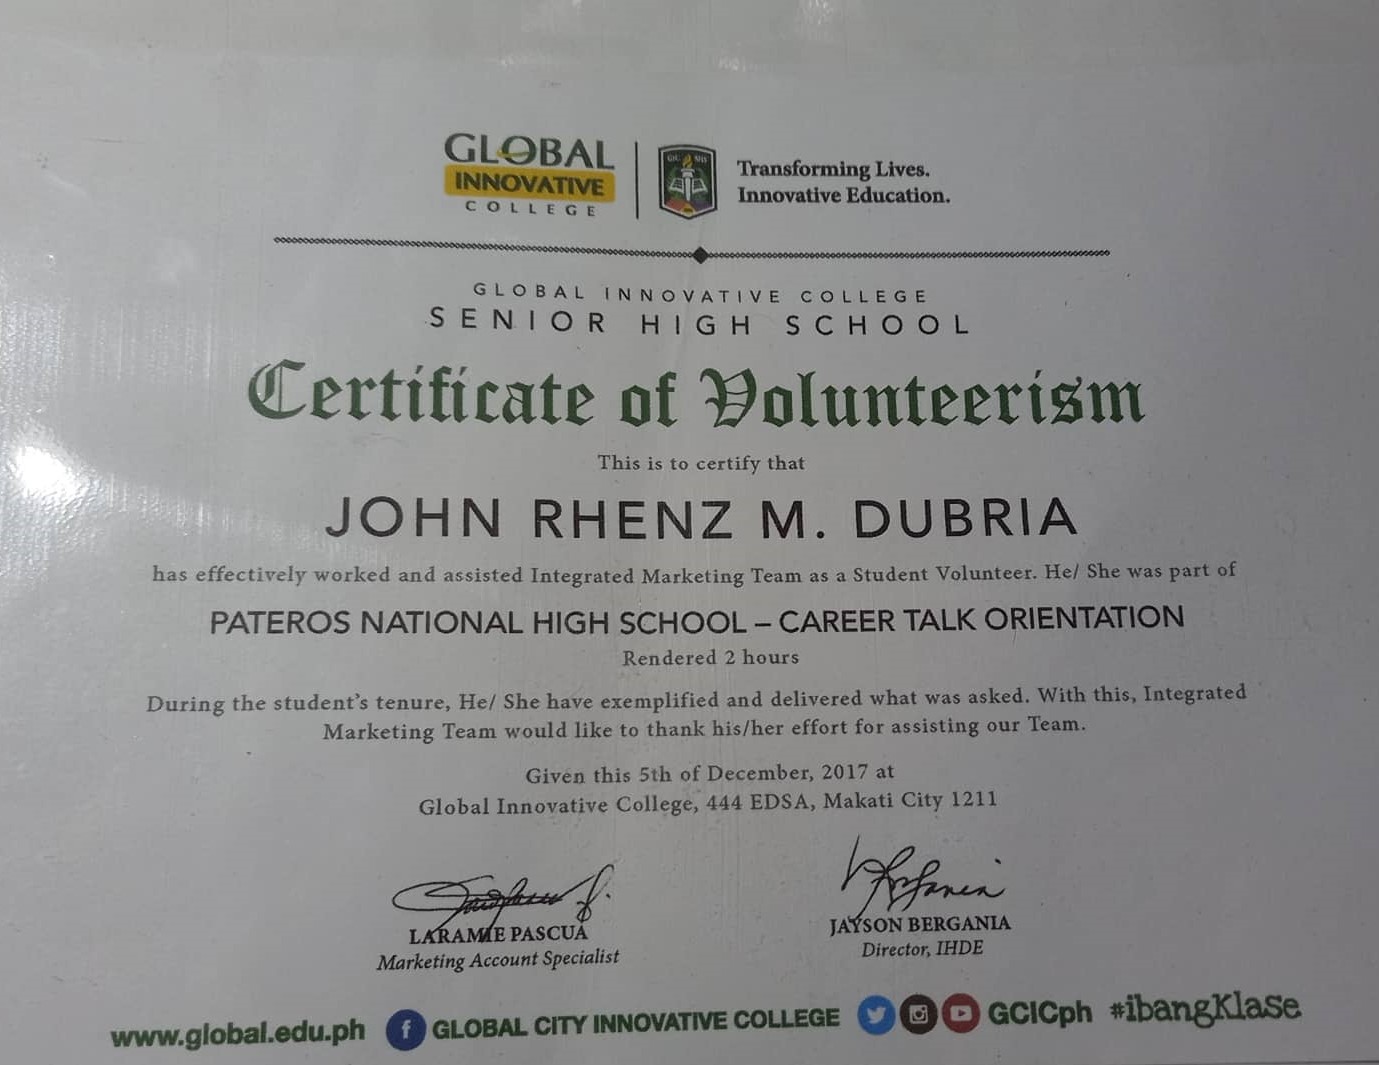 GLOBAL
INNOVATIVE
COLLEGE
Transforming Lives.
Innovative Education.
GLOBAL INNOVATIVE COLLEGE
SENIOR HIGH SCHOOL
Certificate of Volunteerism
This is to certify that
JOHN RHENZ M. DUBRIA
has effectively worked and assisted Integrated Marketing Team as a Student Volunteer. He/ She was part of
PATEROS NATIONAL HIGH SCHOOL – CAREER TALK ORIENTATION
Rendered 2 hours
During the student's tenure, He/ She have exemplified and delivered what was asked. With this, Integrated
Marketing Team would like to thank his/her effort for assisting our Team.
Given this 5th of December, 2017 at
Global Innovative College, 444 EDSA, Makati City 1211
LARAMIE PASCUA
Marketing Account Specialist
JAYSON BERGANIA
Director, IHDE
www.global.edu.ph f GLOBAL CITY INNOVATIVE COLLEGE GCICph #ibangKlase